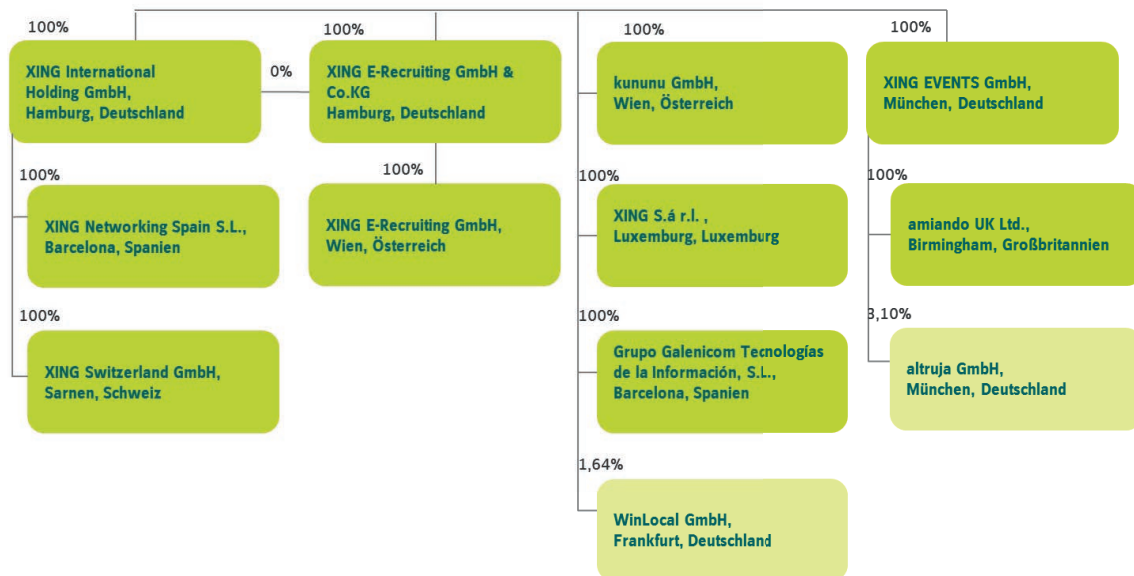 100%
XING International
Holding GmbH,
Hamburg, Deutschland
0%
100%
XING E-Recruiting GmbH &
Co.KG
Hamburg, Deutschland
100%
kununu GmbH,
Wien, Österreich
100%
XING EVENTS GmbH,
München, Deutschland
100%
XING Networking Spain S.L.,
Barcelona, Spanien
100%
XING E-Recruiting GmbH,
Wien, Österreich
100%
XING S.á r.l. ,
Luxemburg, Luxemburg
100%
amiando UK Ltd.,
Birmingham, Großbritannien
100%
XING Switzerland GmbH,
Sarnen, Schweiz
100%
Grupo Galenicom Tecnologías
de la Información, S.L.,
Barcelona, Spanien
3,10%
altruja GmbH,
München, Deutschland
1,64%
WinLocal GmbH,
Frankfurt, Deutschland